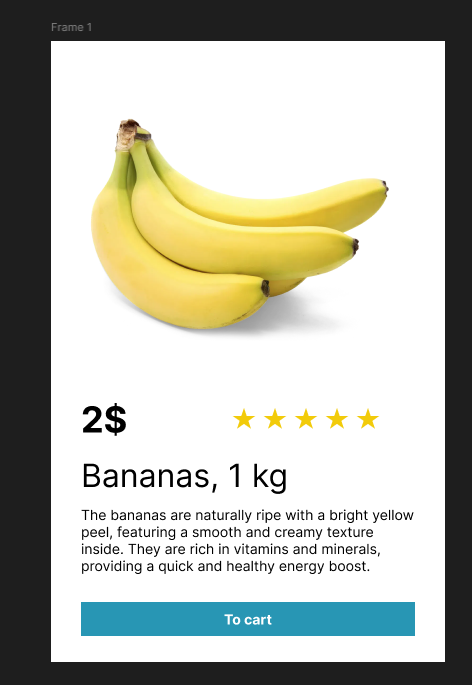 Frame 1
2$
Bananas, 1 kg
The bananas are naturally ripe with a bright yellow
peel, featuring a smooth and creamy texture
inside. They are rich in vitamins and minerals,
providing a quick and healthy energy boost.
To cart